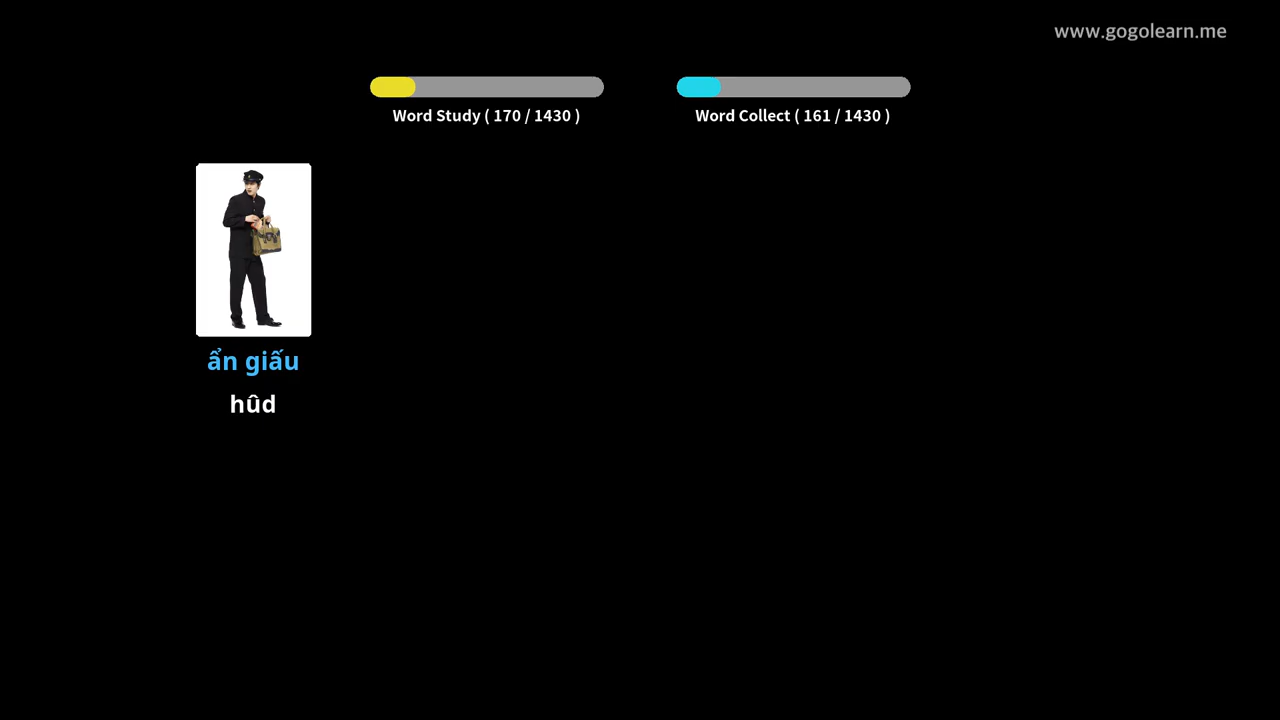 www.gogolearn.me
Word Study ( 170 / 1430 )
Word Collect ( 161 / 1430 )
ẩn giấu
hûd